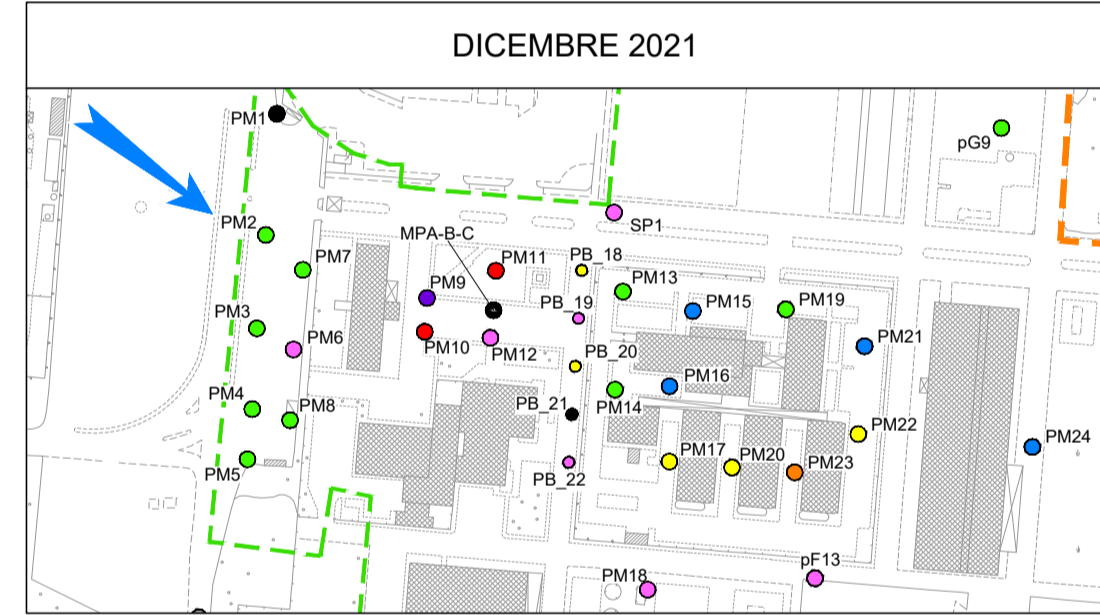 DICEMBRE 2021
PM1
pG9
PM2
SP1
MPA-B-C
PM7
PM11
PB_18
PM9
PM13
PB_19
PM15
PM19
PM3
PM6
PM10
PM12
PB_20
PM21
PM16
PM4
PM8
PB_21
PM14
PM22
PM24
PM5
PM17
PM20
PM23
PB_22
pF13
PM18